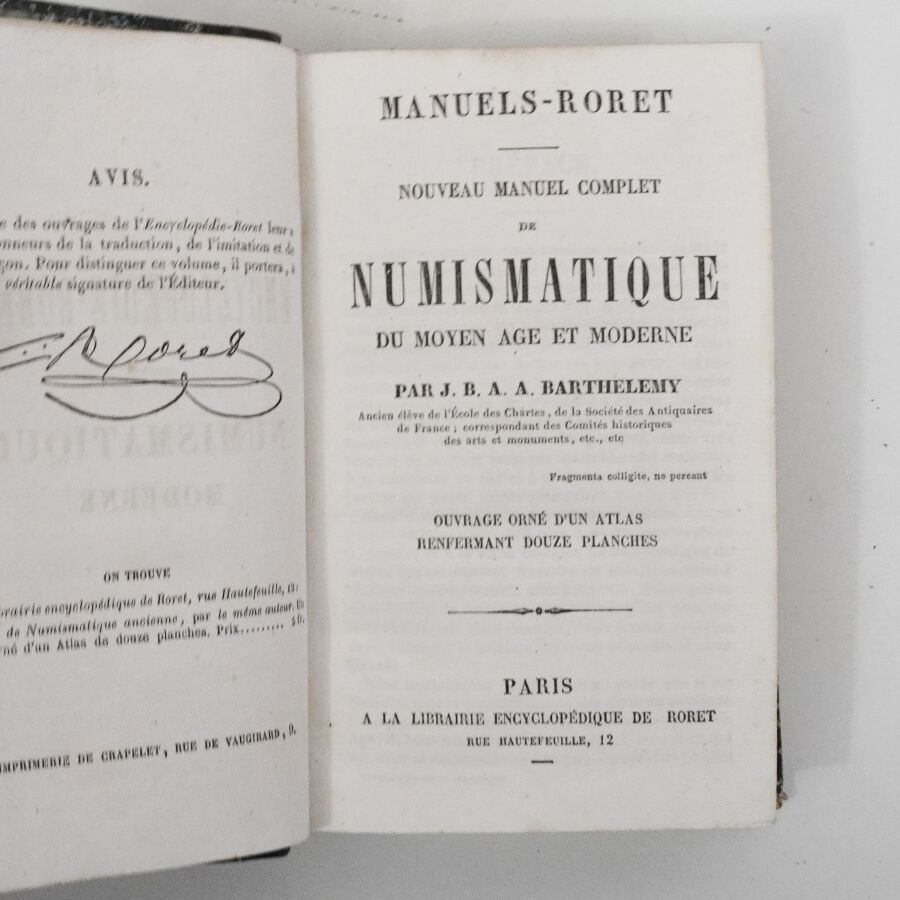 AVIS.
e des ouvrages de l'Encyclopédie-Roret leur
onneurs de la traduction, de l'imitation et de
çon. Pour distinguer ce volume, il portera, 
véritable signature de l'Éditeur.
Roret
ON TROUVE
brairie encyclopédique de Roret, rue Hautefeuille, 12:
de Numismatique ancienne, par le même auteur. Un
né d'un Atlas de douze planches. Prix.........
IMPRIMERIE DE CRAPELET, RUE DE VAUGIRARD, 9.
MANUELS-RORET
NOUVEAU MANUEL COMPLET
DE
NUMISMATIQUE
DU MOYEN AGE ET MODERNE
PAR J. B. A. A. BARTHELEMY
Ancien élève de l'École des Chartes, de la Société des Antiquaires
de France ; correspondant des Comités historiques
des arts et monuments, etc., etc
Fragmenta colligite, ne pereant
OUVRAGE ORNÉ D'UN ATLAS
RENFERMANT DOUZE PLANCHES
PARIS
A LA LIBRAIRIE ENCYCLOPÉDIQUE DE RORET
RUE HAUTEFEUILLE, 12